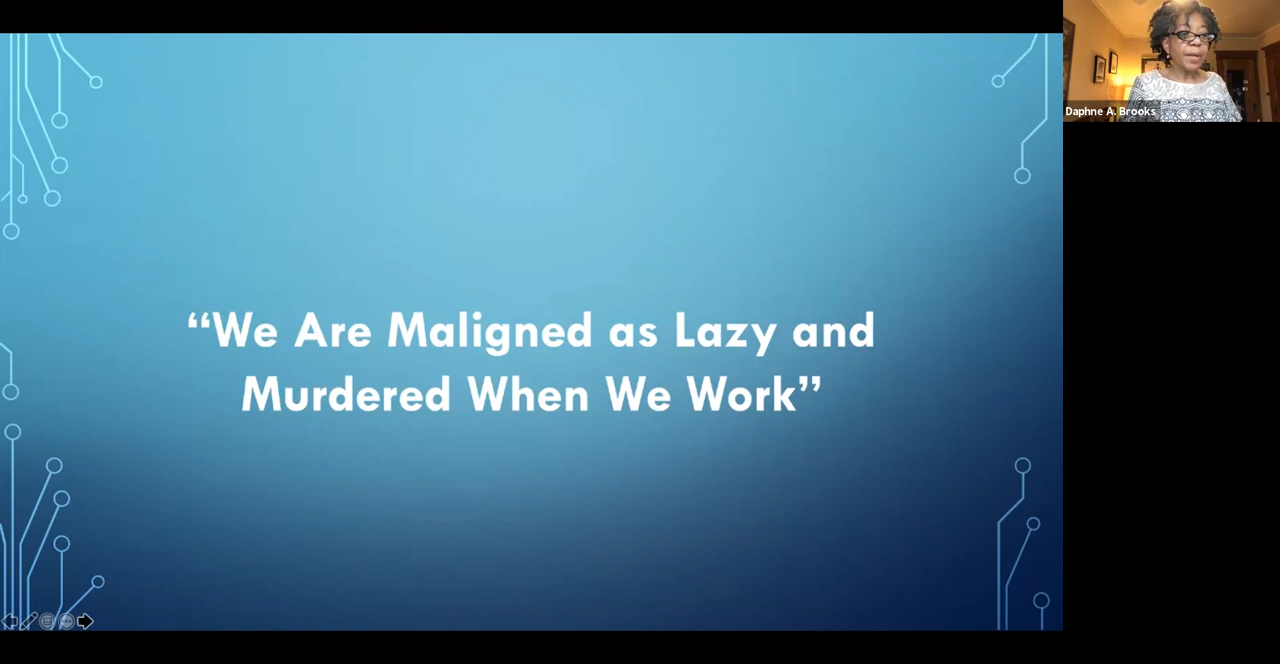 Daphne A. Brooks
“We Are Maligned as Lazy and
Murdered When We Work”